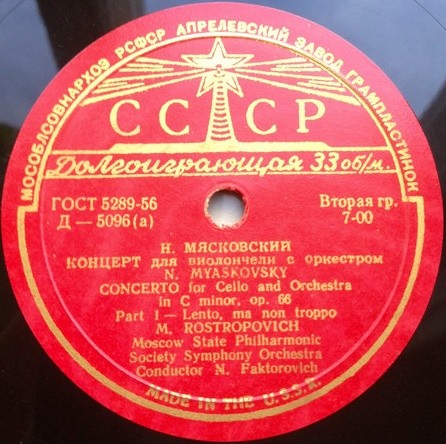 МОСОБЛСОВНАРХОЗ РСФСР АПРЕЛЕВСКИЙ ЗАВОД ГРАМПЛАСТИНОК
СССР
Долгоиграющая 33 об/м.
ГОСТ 5289-56
Д — 5096 (а)
Вторая гр.
7-00
Н. МЯСКОВСКИЙ
КОНЦЕРТ для виолончели с оркестром
N. MYASKOVSKY
CONCERTO for Cello and Orchestra
in C minor, op. 66
Part I — Lento, ma non troppo
M. ROSTROPOVICH
Moscow State Philharmonic
Society Symphony Orchestra
Conductor N. Faktorovich
MADE IN THE U.S.S.R.